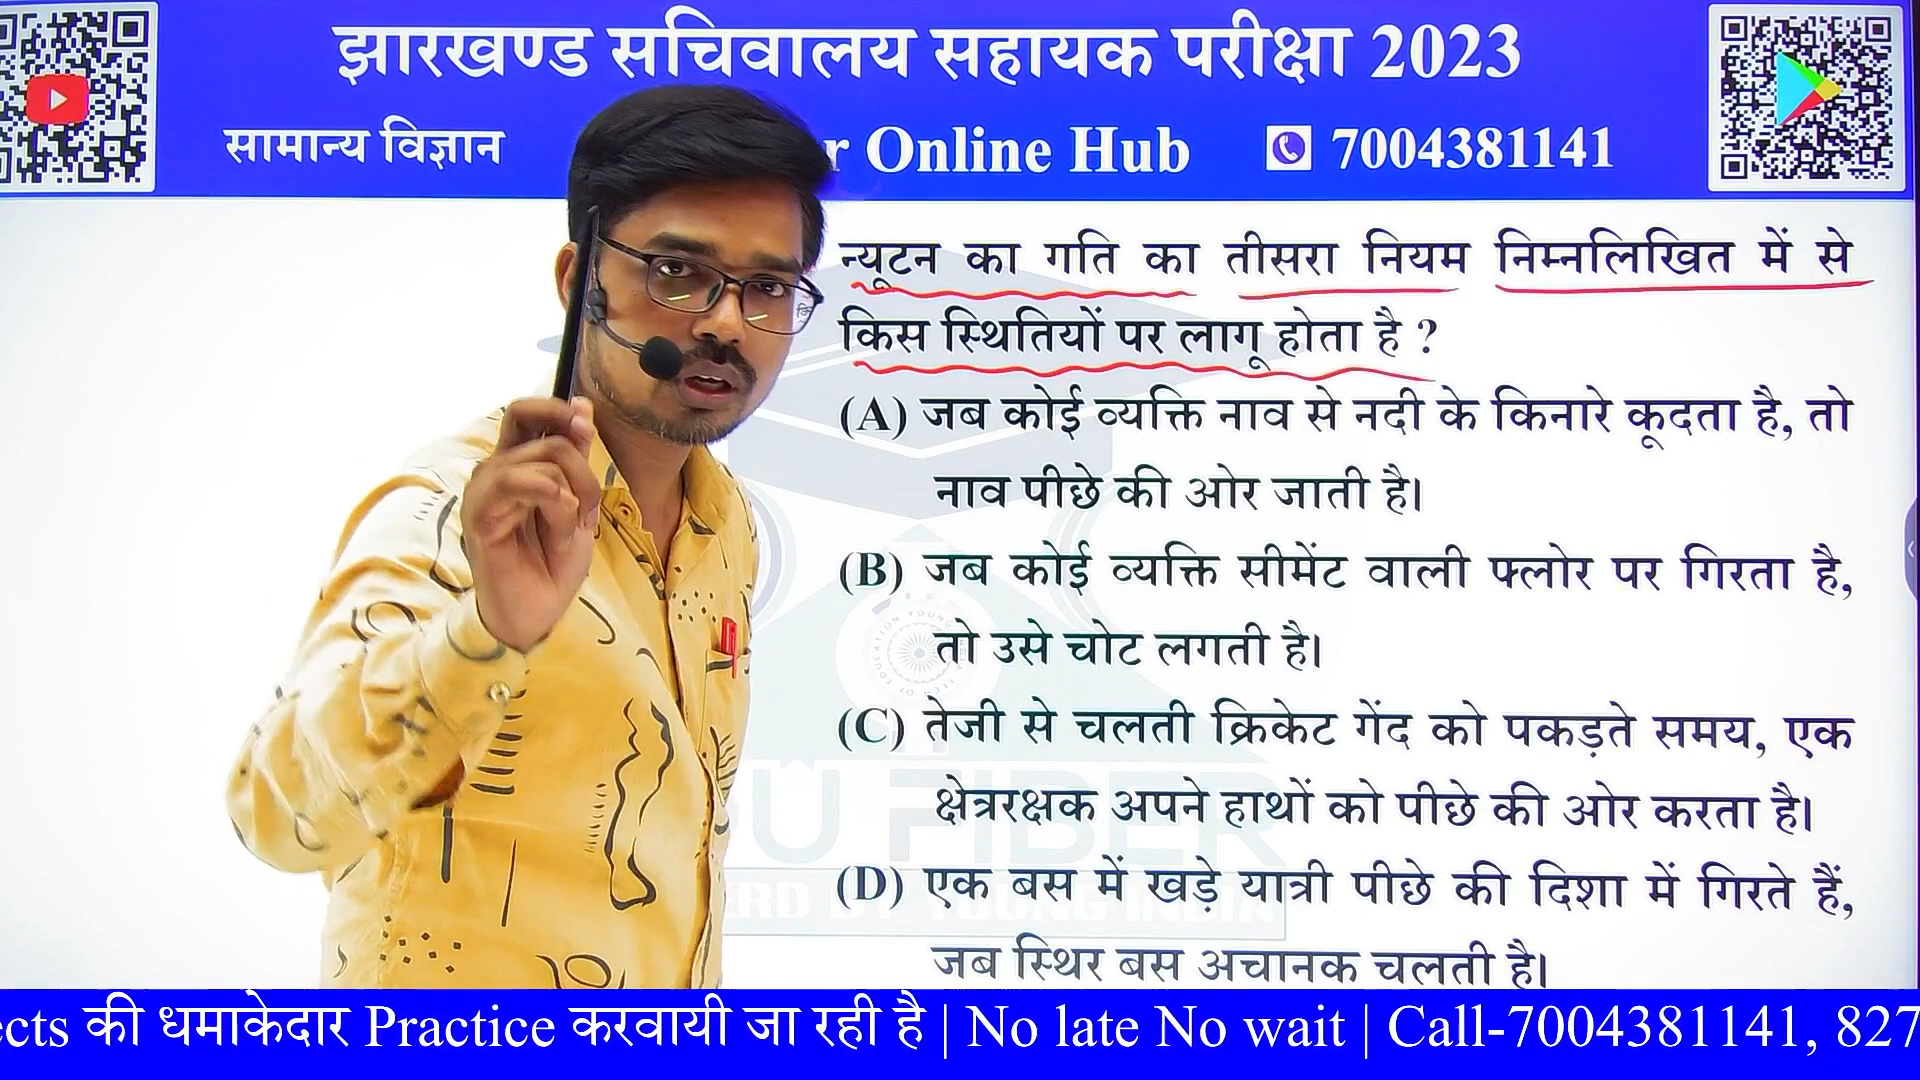 झारखण्ड सचिवालय सहायक परीक्षा 2023
सामान्य विज्ञान
Online Hub 7004381141
न्यूटन का गति का तीसरा नियम निम्नलिखित में से
किस स्थितियों पर लागू होता है ?
(A) जब कोई व्यक्ति नाव से नदी के किनारे कूदता है, तो
नाव पीछे की ओर जाती है।
(B) जब कोई व्यक्ति सीमेंट वाली फ्लोर पर गिरता है,
तो उसे चोट लगती है।
(C) तेजी से चलती क्रिकेट गेंद को पकड़ते समय, एक
क्षेत्ररक्षक अपने हाथों को पीछे की ओर करता है।
(D) एक बस में खड़े यात्री पीछे की दिशा में गिरते हैं,
जब स्थिर बस अचानक चलती है।
की धमाकेदार Practice करवायी जा रही है | No late No wait | Call-7004381141, 827